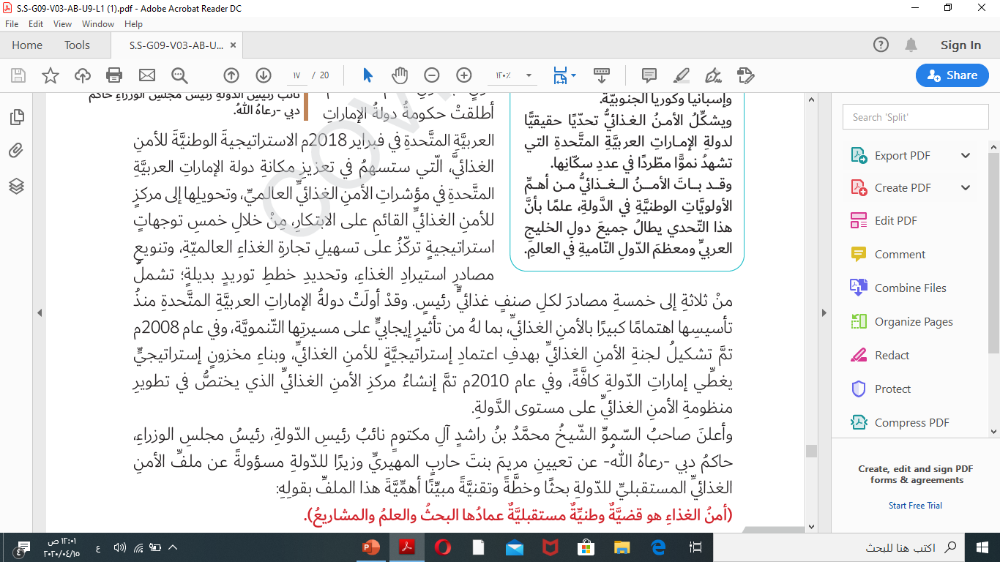 S.S-G09-V03-AB-U9-L1 (1).pdf - Adobe Acrobat Reader DC
File Edit View Window Help
Home Tools S.S-G09-V03-AB-U... Sign In
١٧ / 20 ١٣٠٪ Share
نائبُ رئيسِ الدّولةِ رئيسُ مجلسِ الوزراءِ حاكم
دبي -رعاهُ اللهُ.
أطلقتْ حكومةُ دولةُ الإماراتِ
العربيَّةِ المتَّحدةِ في فبراير 2018م الاستراتيجيةَ الوطنيَّةَ للأمنِ
الغذائيِّ، الّتي ستسهمُ في تعزيزِ مكانةِ دولة الإماراتِ العربيَّةِ
المتَّحدةِ في مؤشراتِ الأمنِ الغذائيِّ العالميِّ، وتحويلِها إلى مركزٍ
للأمنِ الغذائيِّ القائمِ على الابتكارِ، مِنْ خلالِ خمسِ توجهاتٍ
استراتيجيةٍ تركّزُ على تسهيلِ تجارةِ الغذاءِ العالميّةِ، وتنويعِ
مصادرِ استيرادِ الغذاءِ، وتحديدِ خططِ توريدٍ بديلةٍ؛ تشملُ
وإسبانيا وكوريا الجنوبيّة.
ويشكِّلُ الأمنُ الغذائيُّ تحدّيًا حقيقيًّا
لدولةِ الإماراتِ العربيَّةِ المتَّحدةِ التي
تشهدُ نموًّا مطّردًا في عددِ سكّانِها.
وقد باتَ الأمنُ الغذائيُّ من أهمِّ
الأولويَّاتِ الوطنيَّةِ في الدَّولةِ، علمًا بأنَّ
هذا التّحدي يطالُ جميعَ دولِ الخليجِ
العربيِّ ومعظمَ الدّولِ النّاميةِ في العالمِ.
منْ ثلاثةِ إلى خمسةِ مصادرَ لكلِ صنفٍ غذائيٍّ رئيسٍ. وقدْ أولَتْ دولةُ الإماراتِ العربيَّةِ المتَّحدةِ منذُ
تأسيسِها اهتمامًا كبيرًا بالأمنِ الغذائيِّ، بما لهُ من تأثيرٍ إيجابيٍّ على مسيرتِها التّنمويَّة، وفي عام 2008م
تمَّ تشكيلُ لجنةِ الأمنِ الغذائيِّ بهدفِ اعتمادِ إستراتيجيَّةٍ للأمنِ الغذائيِّ، وبناءِ مخزونٍ إستراتيجيٍّ
يغطِّي إماراتِ الدّولةِ كافَّةً، وفي عام 2010م تمَّ إنشاءُ مركزِ الأمنِ الغذائيِّ الذي يختصُّ في تطويرِ
منظومةِ الأمنِ الغذائيِّ على مستوى الدَّولةِ.
وأعلنَ صاحبُ السّموِّ الشّيخُ محمَّدُ بنُ راشدٍ آلِ مكتومٍ نائبُ رئيسِ الدّولةِ، رئيسُ مجلسِ الوزراءِ،
حاكمُ دبي -رعاهُ اللهُ- عن تعيينِ مريمَ بنتَ حاربٍ المهيريِّ وزيرًا للدّولةِ مسؤولةً عن ملفِّ الأمنِ
الغذائيِّ المستقبليِّ للدّولةِ بحثًا وخطَّةً وتقنيَّةً مبيِّنًا أهمِّيَّةَ هذا الملفِّ بقولِهِ:
(أمنُ الغذاءِ هو قضيَّةٌ وطنيِّةٌ مستقبليَّةٌ عمادُها البحثُ والعلمُ والمشاريعُ).
Search 'Split'
Export PDF
Create PDF
Edit PDF
Comment
Combine Files
Organize Pages
Redact
Protect
Compress PDF
Create, edit and sign PDF
forms & agreements
Start Free Trial
اكتب هنا للبحث
ع
١٢:٠١ ص
٢٠٢٠/٠٤/١٥
٤